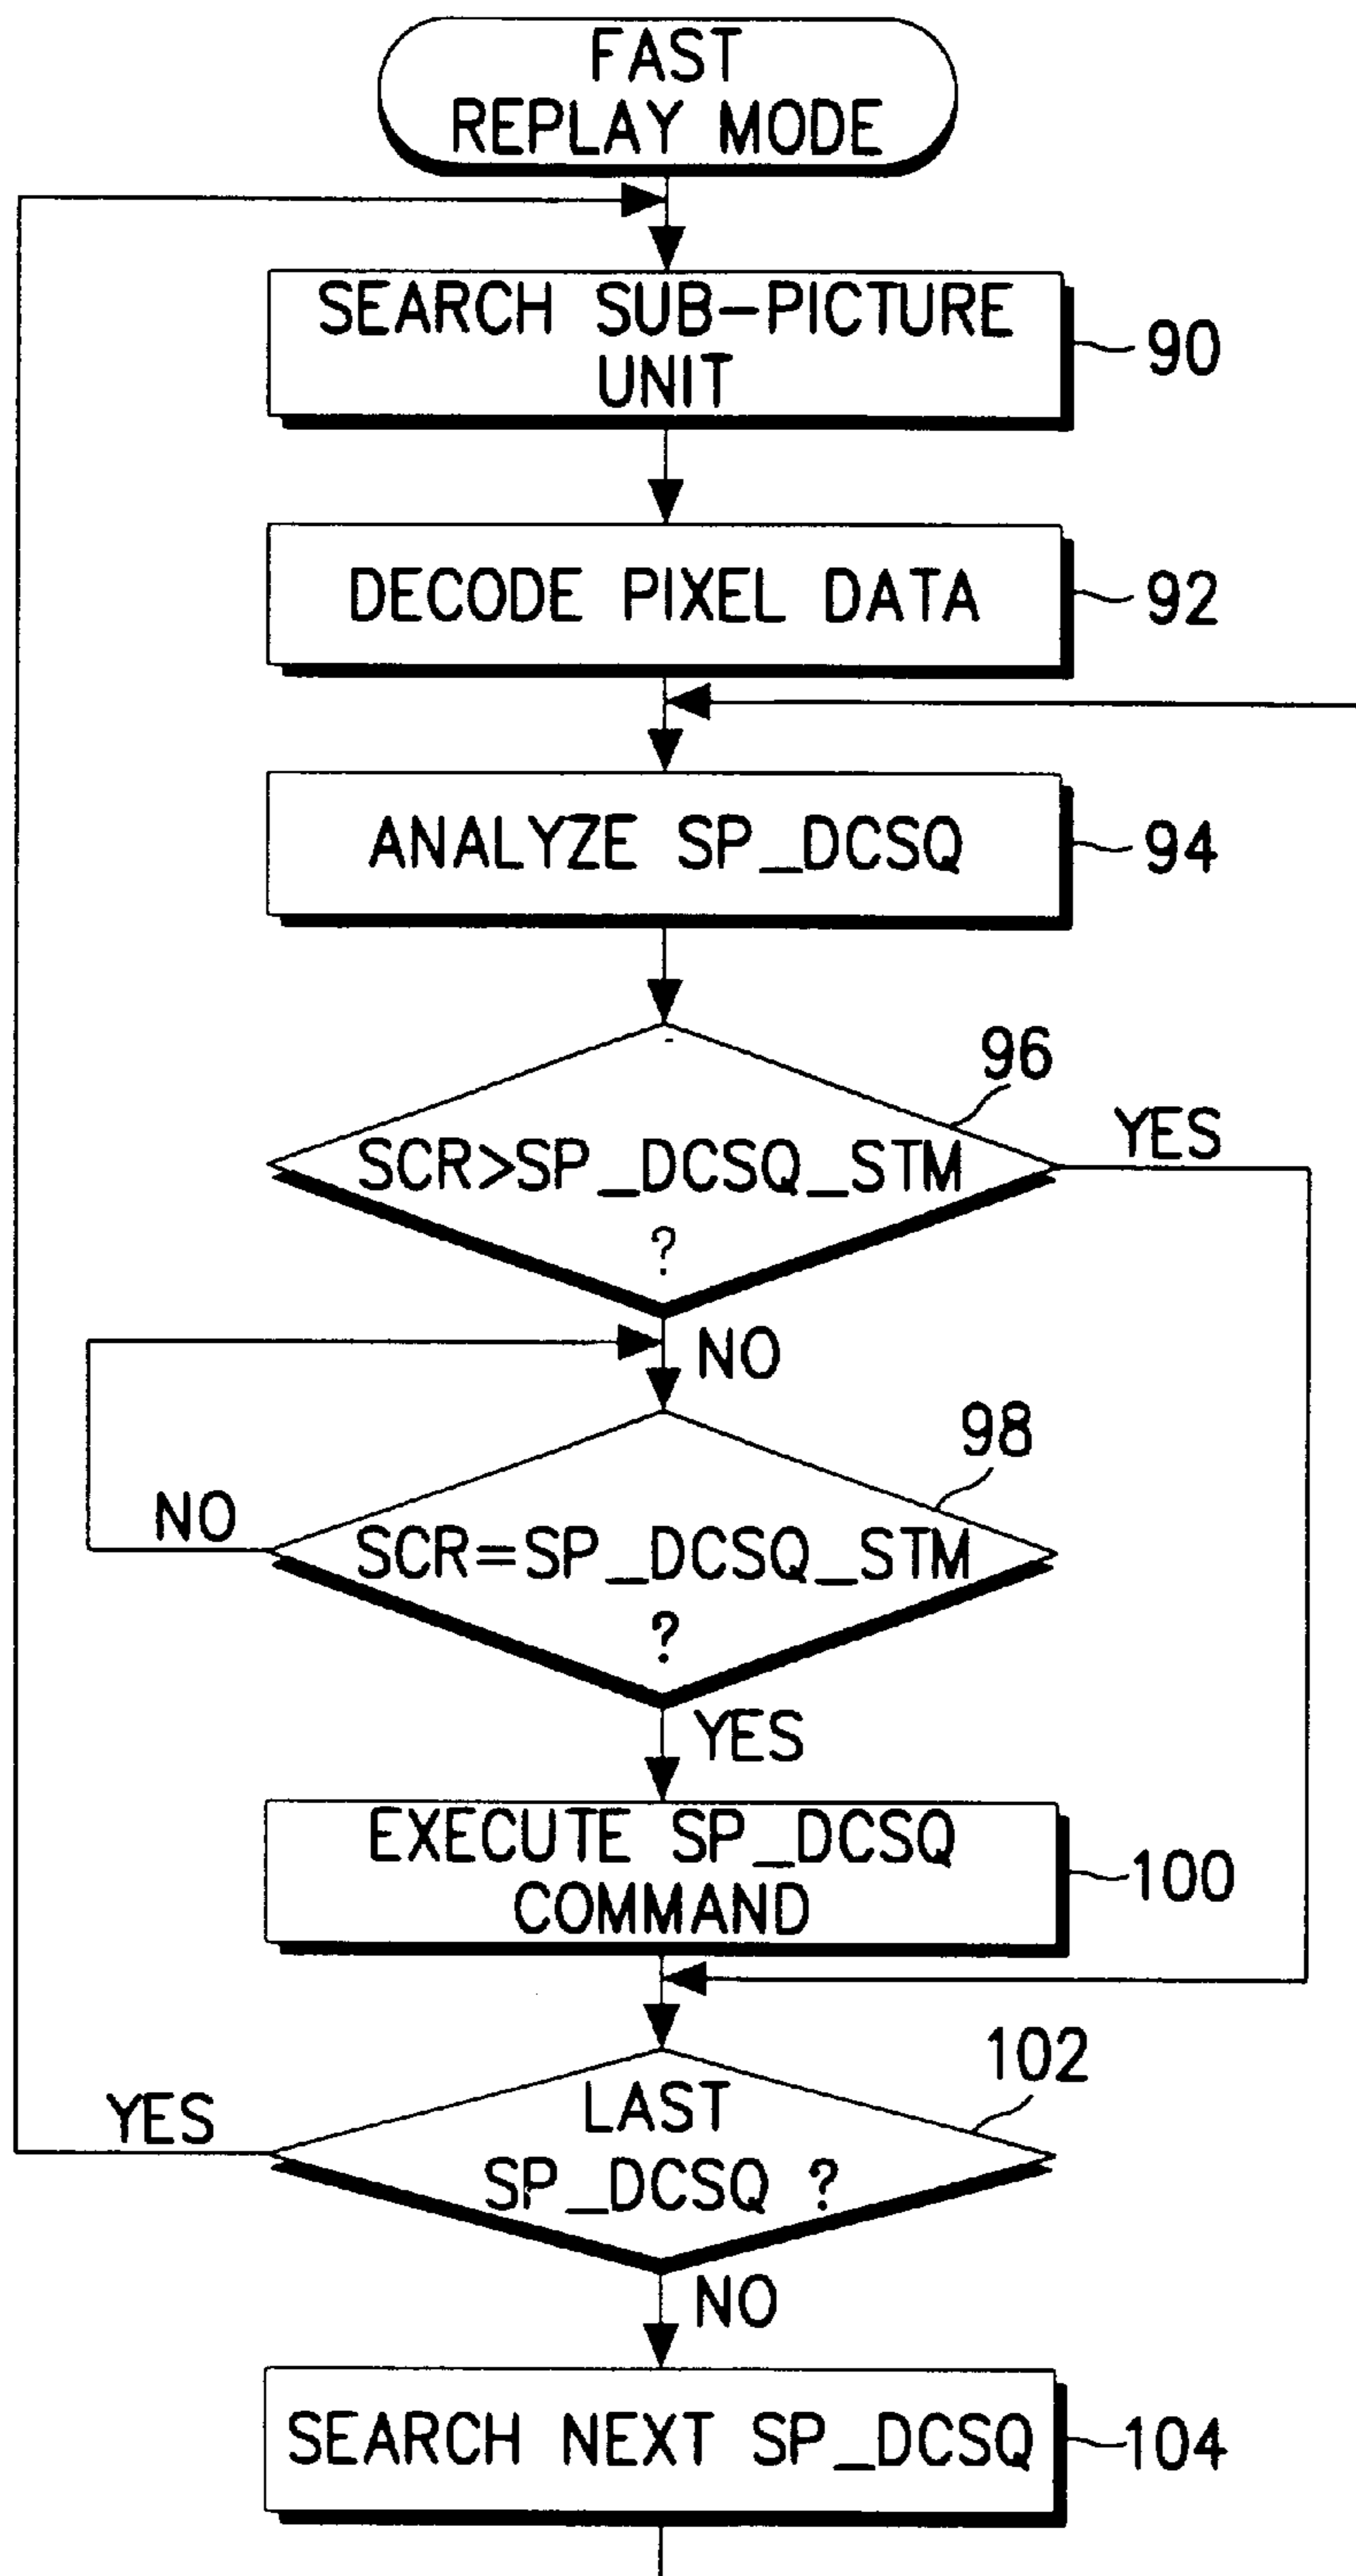 FAST
REPLAY MODE
SEARCH SUB-PICTURE
UNIT
90
DECODE PIXEL DATA
92
ANALYZE SP_DCSQ
94
96
YES
SCR>SP_DCSQ_STM
?
NO
98
NO
SCR=SP_DCSQ_STM
?
YES
EXECUTE SP_DCSQ
COMMAND
100
102
YES
LAST
SP_DCSQ ?
NO
SEARCH NEXT SP_DCSQ
104